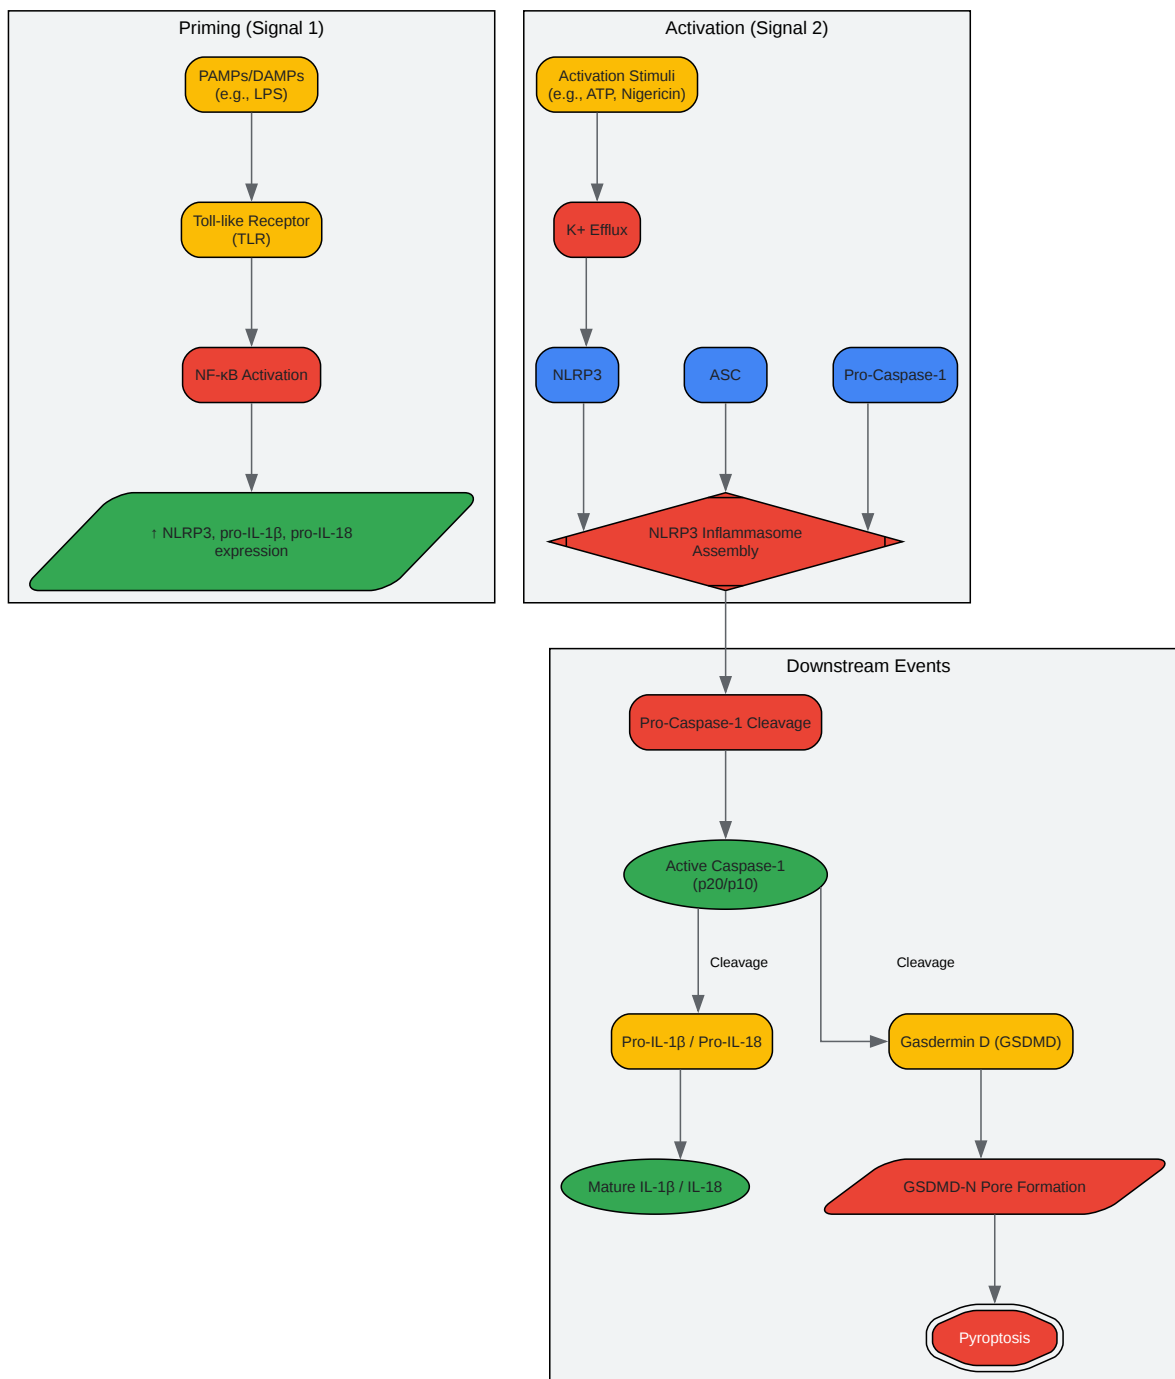 Priming (Signal 1)
PAMPs/DAMPs
(e.g., LPS)
Toll-like Receptor
(TLR)
NF-κB Activation
↑ NLRP3, pro-IL-1β, pro-IL-18
expression
Activation (Signal 2)
Activation Stimuli
(e.g., ATP, Nigericin)
K+ Efflux
NLRP3
ASC
Pro-Caspase-1
NLRP3 Inflammasome
Assembly
Downstream Events
Pro-Caspase-1 Cleavage
Active Caspase-1
(p20/p10)
Cleavage
Cleavage
Pro-IL-1β / Pro-IL-18
Gasdermin D (GSDMD)
Mature IL-1β / IL-18
GSDMD-N Pore Formation
Pyroptosis